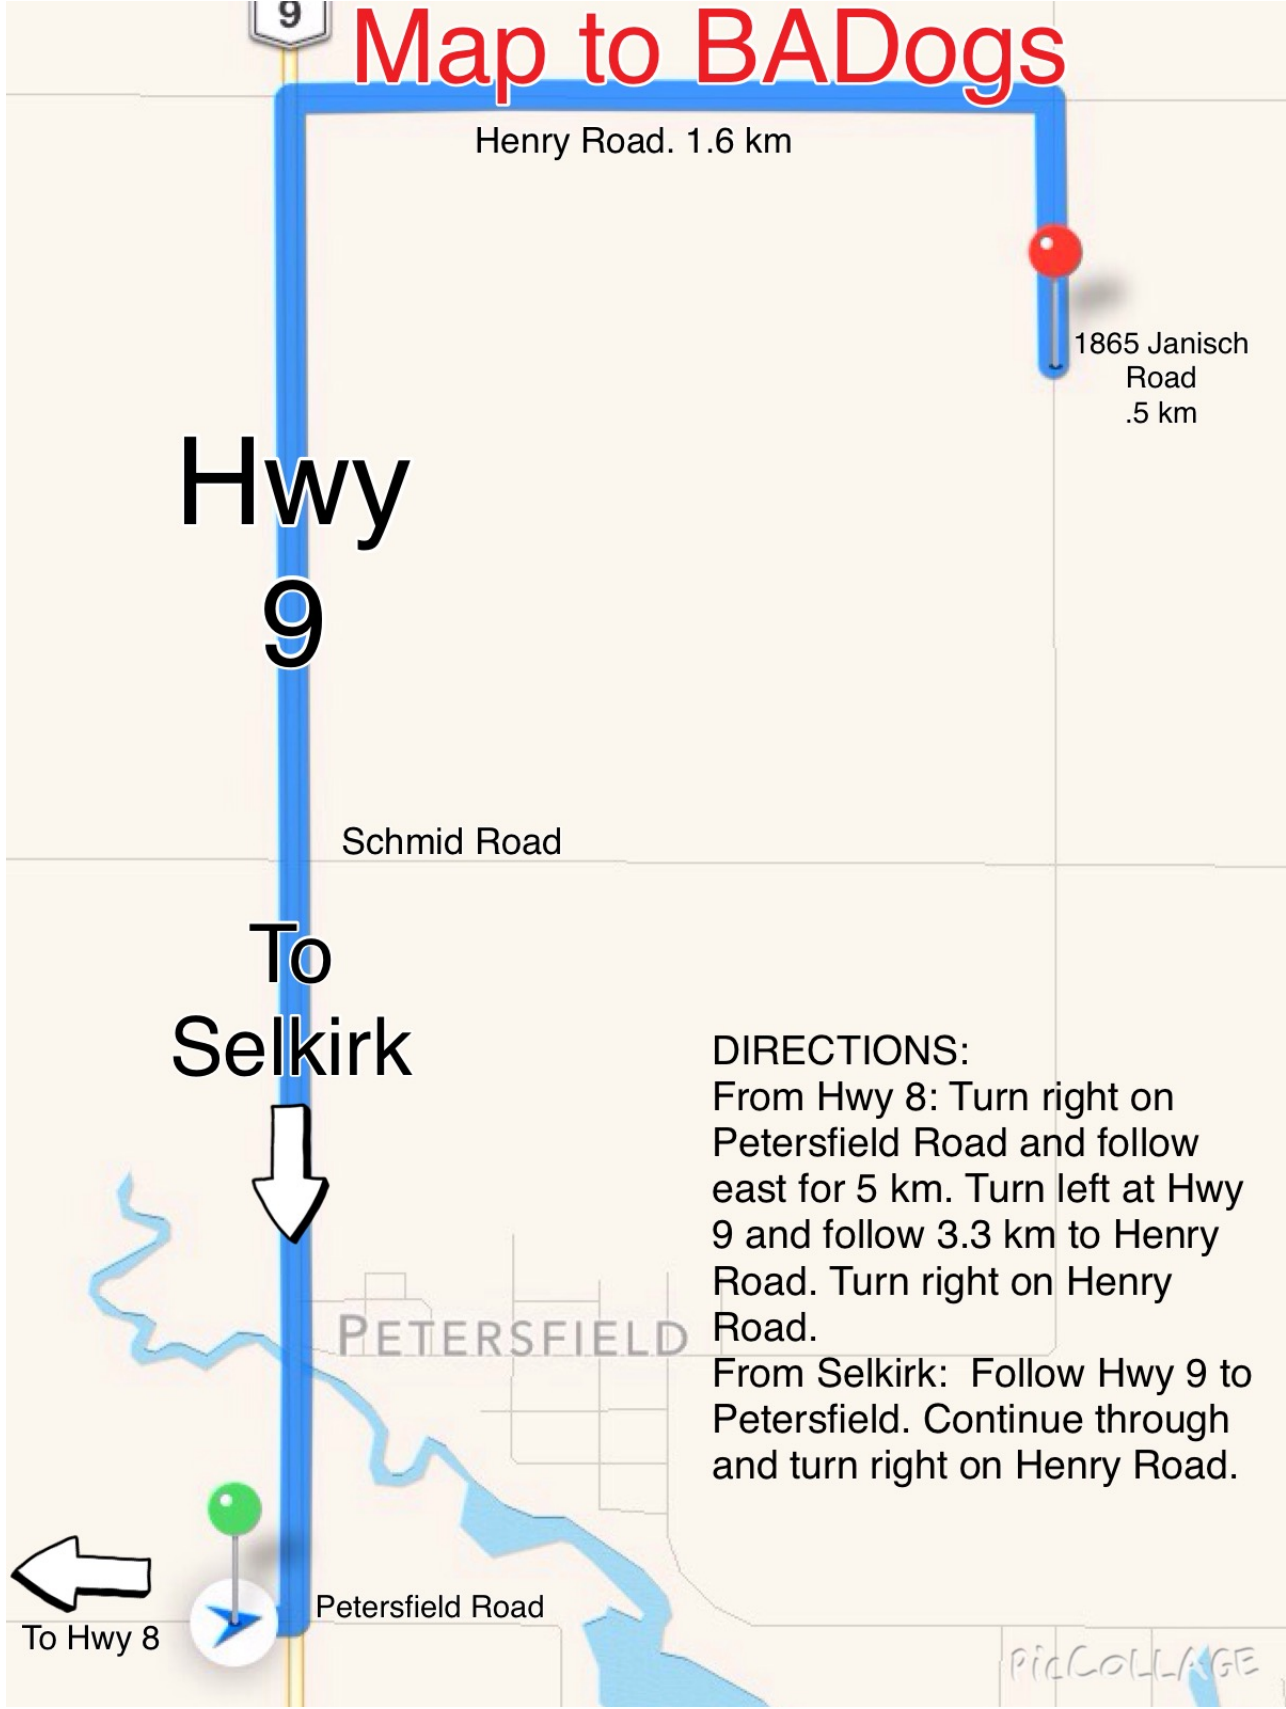 9
Map to BADogs
Henry Road. 1.6 km
1865 Janisch
Road
.5 km
Hwy
9
Schmid Road
To
Selkirk
DIRECTIONS:
From Hwy 8: Turn right on
Petersfield Road and follow
east for 5 km. Turn left at Hwy
9 and follow 3.3 km to Henry
Road. Turn right on Henry
Road.
From Selkirk:  Follow Hwy 9 to
Petersfield. Continue through
and turn right on Henry Road.
PETERSFIELD
Petersfield Road
To Hwy 8
PicCOLLAGE